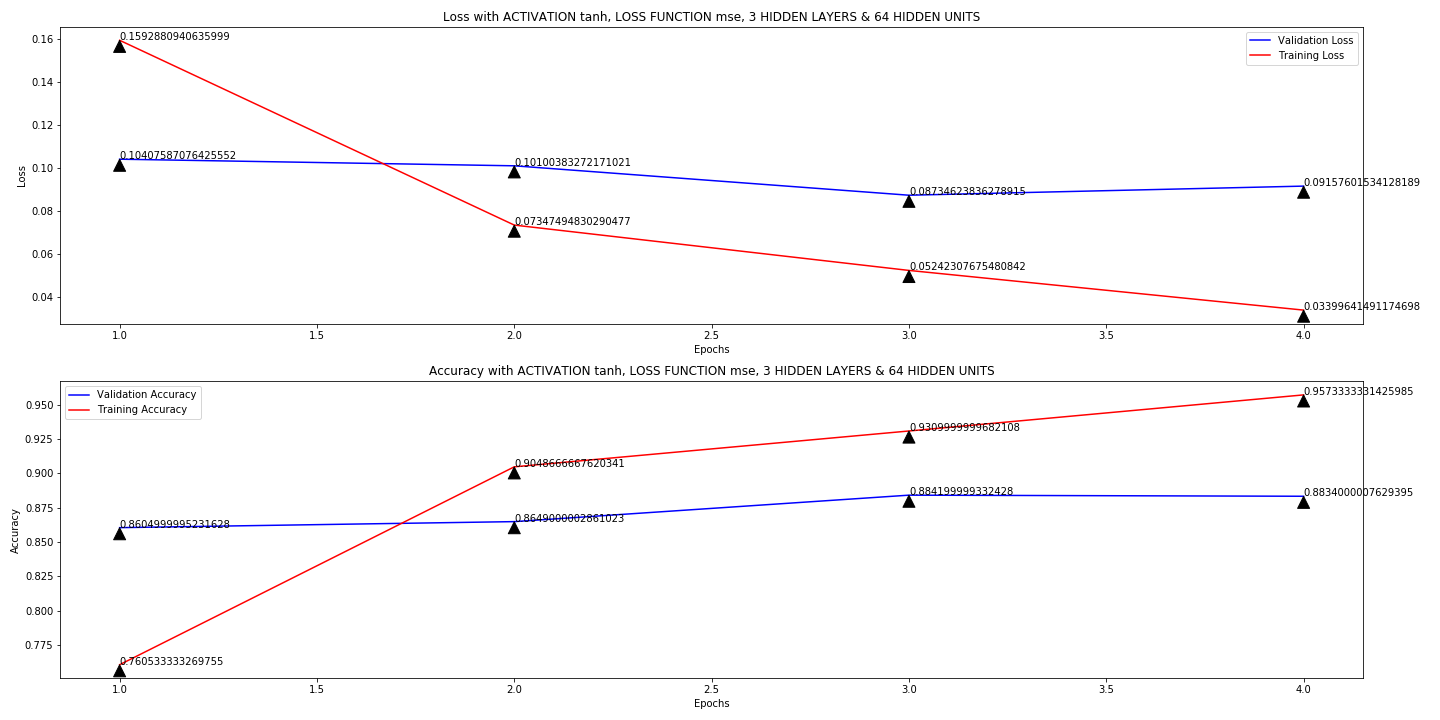 Loss with ACTIVATION tanh, LOSS FUNCTION mse, 3 HIDDEN LAYERS & 64 HIDDEN UNITS
0.16
0.14
0.12
0.10
0.08
0.06
0.04
Loss
0.1592880940635999
0.10407587076425552
0.10100383272171021
0.07347494830290477
0.08734623836278915
0.05242307675480842
0.09157601534128189
0.03399641491174698
Validation Loss
Training Loss
1.0 1.5 2.0 2.5 3.0 3.5 4.0
Epochs
Accuracy with ACTIVATION tanh, LOSS FUNCTION mse, 3 HIDDEN LAYERS & 64 HIDDEN UNITS
Validation Accuracy
Training Accuracy
0.950
0.925
0.900
0.875
0.850
0.825
0.800
0.775
Accuracy
0.8604999995231628
0.760533333269755
0.9048666667620341
0.8649000002861023
0.9309999999682108
0.884199999332428
0.9573333331425985
0.8834000007629395
1.0 1.5 2.0 2.5 3.0 3.5 4.0
Epochs